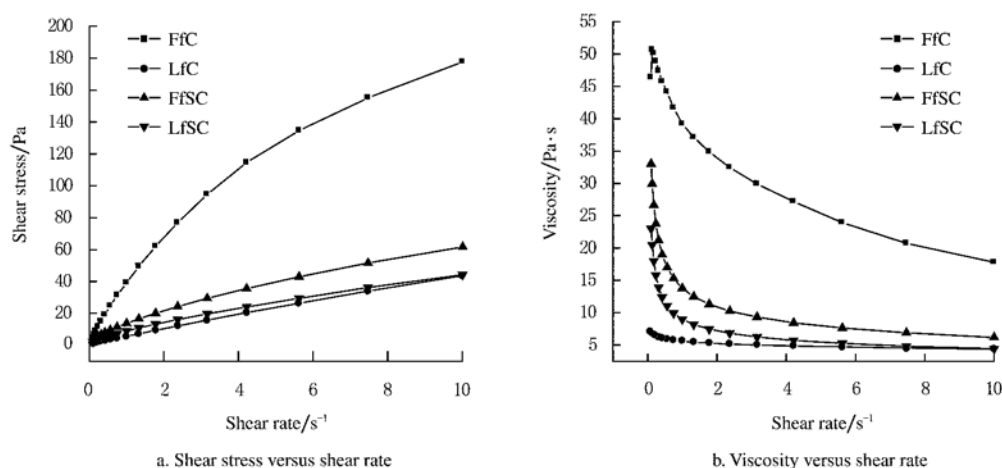 200
180
160
140
120
100
80
60
40
20
0
Shear stress/Pa
FfC
LfC
FfSC
LfSC
0 2 4 6 8 10
Shear rate/s⁻¹
a. Shear stress versus shear rate
55
50
45
40
35
30
25
20
15
10
5
Viscosity/Pa·s
FfC
LfC
FfSC
LfSC
0 2 4 6 8 10
Shear rate/s⁻¹
b. Viscosity versus shear rate